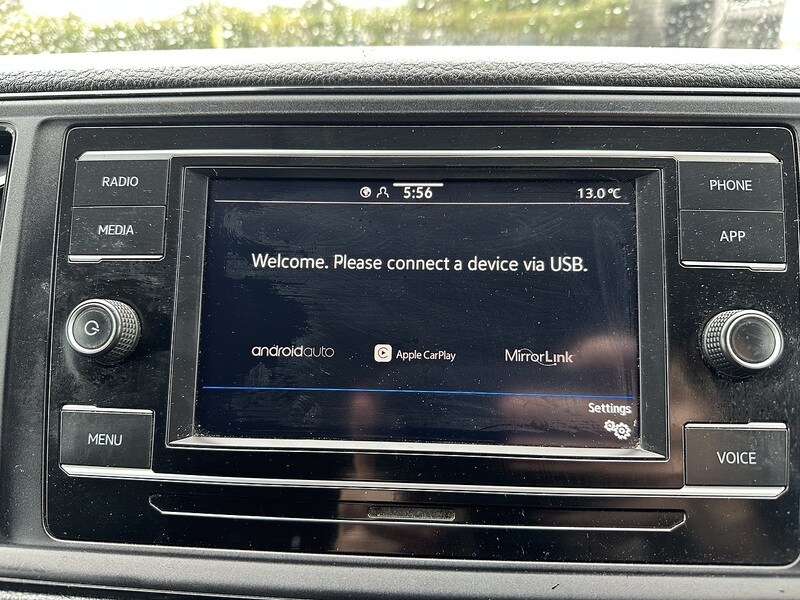 RADIO
MEDIA
MENU
5:56
13.0 °C
Welcome. Please connect a device via USB.
androidauto
Apple CarPlay
MirrorLink
Settings
PHONE
APP
VOICE